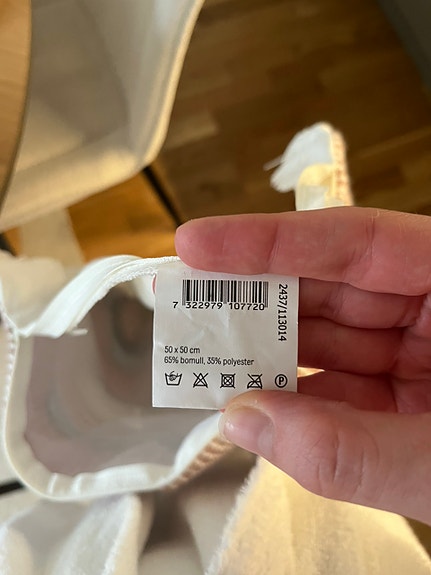 7 322979 107720
2437/113014
50 x 50 cm
65% bomull, 35% polyester
P